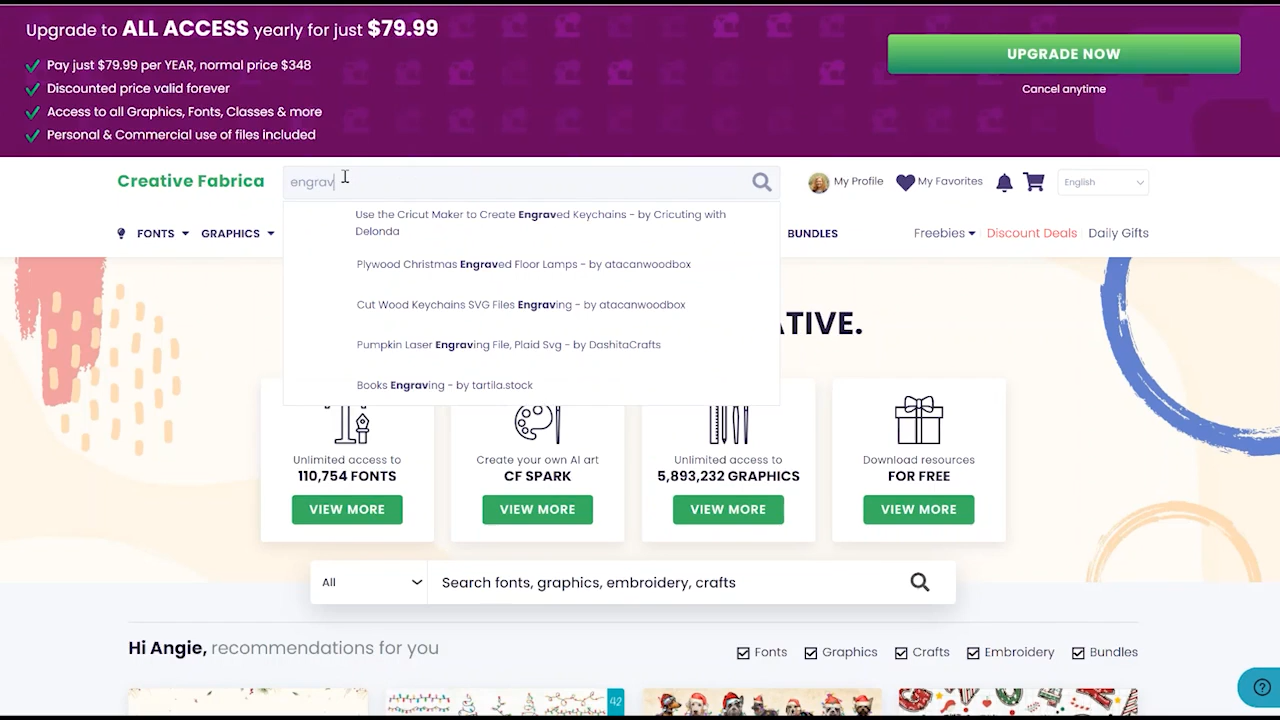 Upgrade to ALL ACCESS yearly for just $79.99
Pay just $79.99 per YEAR, normal price $348
Discounted price valid forever
Access to all Graphics, Fonts, Classes & more
Personal & Commercial use of files included
UPGRADE NOW
Cancel anytime
Creative Fabrica
engrav
My Profile
My Favorites
English
FONTS
GRAPHICS
BUNDLES
Freebies
Discount Deals
Daily Gifts
Use the Cricut Maker to Create Engraved Keychains - by Cricuting with
Delonda
Plywood Christmas Engraved Floor Lamps - by atacanwoodbox
Cut Wood Keychains SVG Files Engraving - by atacanwoodbox
Pumpkin Laser Engraving File, Plaid Svg - by DashitaCrafts
Books Engraving - by tartila.stock
ATIVE.
Unlimited access to
110,754 FONTS
VIEW MORE
Create your own AI art
CF SPARK
VIEW MORE
Unlimited access to
5,893,232 GRAPHICS
VIEW MORE
Download resources
FOR FREE
VIEW MORE
All
Search fonts, graphics, embroidery, crafts
Hi Angie, recommendations for you
Fonts
Graphics
Crafts
Embroidery
Bundles
42